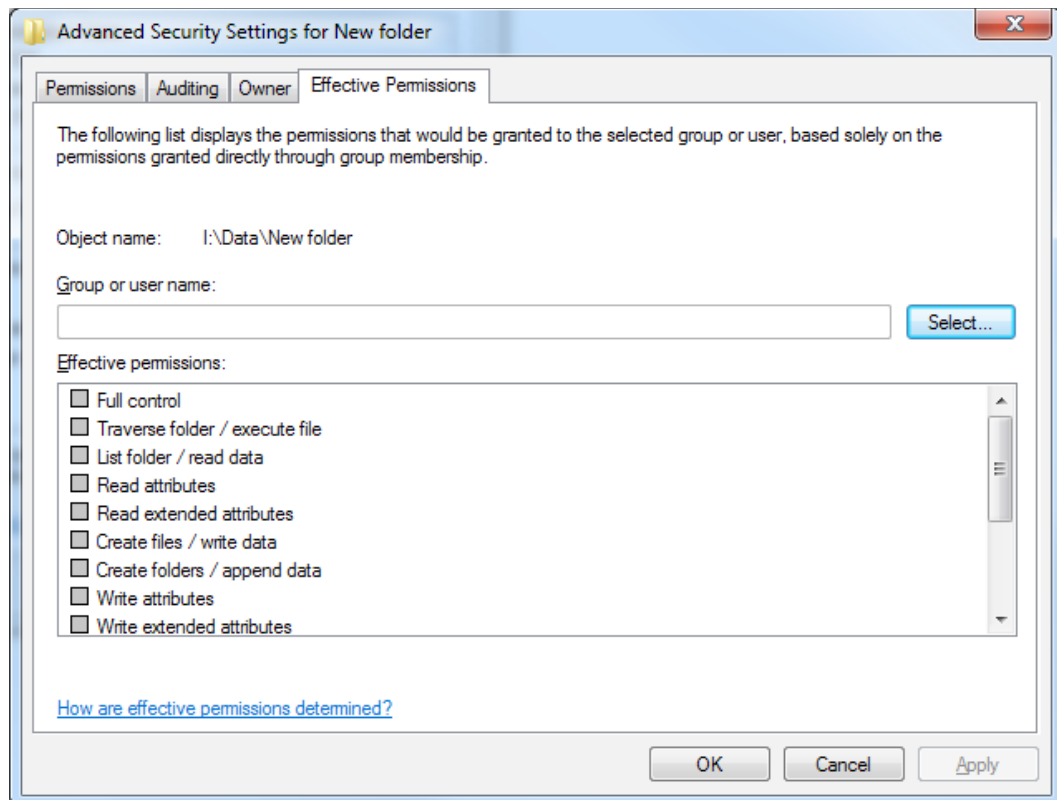 Advanced Security Settings for New folder
Permissions Auditing Owner Effective Permissions
The following list displays the permissions that would be granted to the selected group or user, based solely on the
permissions granted directly through group membership.
Object name: I:\Data\New folder
Group or user name:
Select...
Effective permissions:
Full control
Traverse folder / execute file
List folder / read data
Read attributes
Read extended attributes
Create files / write data
Create folders / append data
Write attributes
Write extended attributes
How are effective permissions determined?
OK Cancel Apply